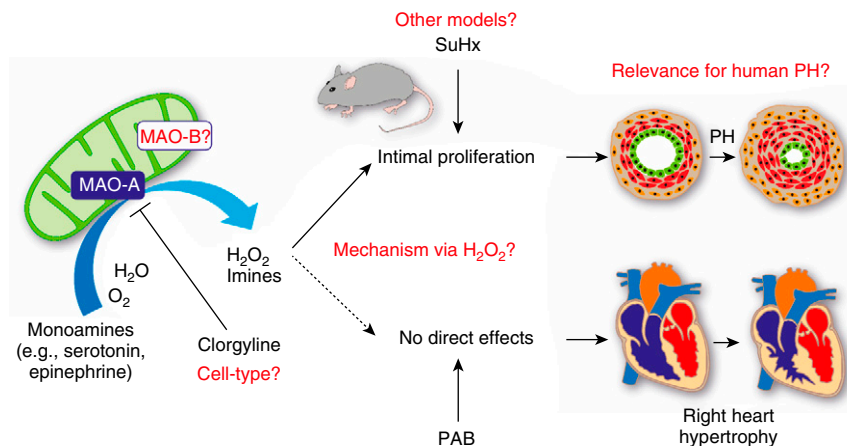 Other models?
SuHx
Relevance for human PH?
MAO-B?
MAO-A
Intimal proliferation
PH
H₂O₂
Imines
Mechanism via H₂O₂?
H₂O
O₂
Monoamines
(e.g., serotonin,
epinephrine)
Clorgyline
Cell-type?
No direct effects
PAB
Right heart
hypertrophy